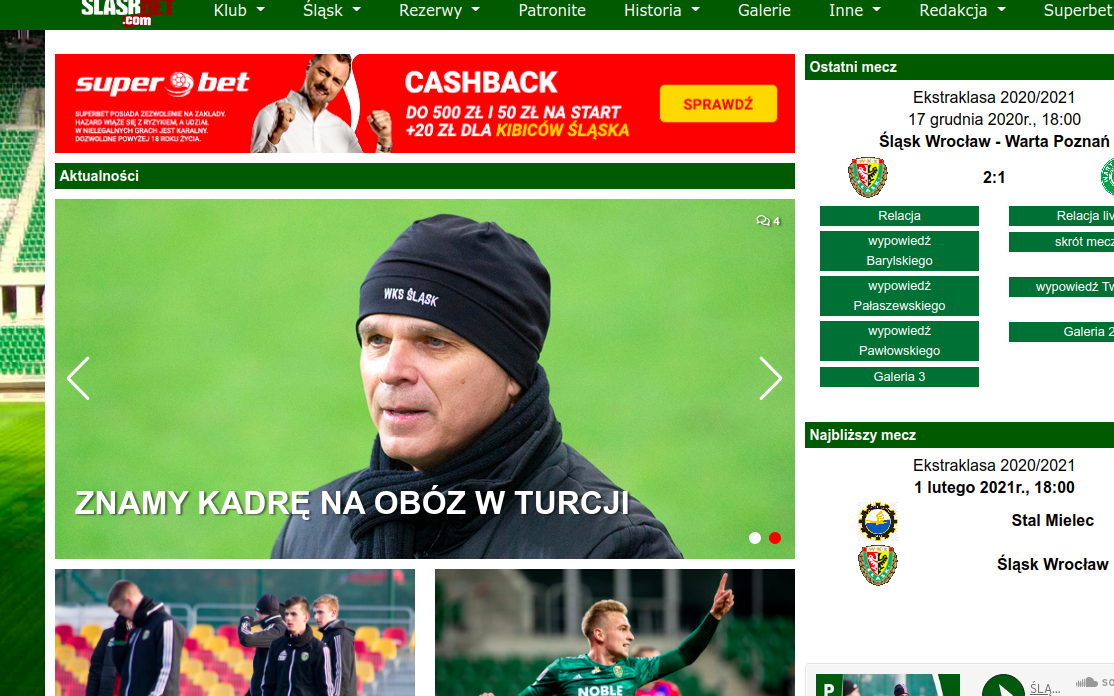 ŚLĄSKNET
.com
Klub
Śląsk
Rezerwy
Patronite
Historia
Galerie
Inne
Redakcja
Superbet
super bet
SUPERBET POSIADA ZEZWOLENIE NA ZAKŁADY.
HAZARD WIĄŻE SIĘ Z RYZYKIEM, A UDZIAŁ
W NIELEGALNYCH GRACH JEST KARALNY.
DOZWOLONE POWYŻEJ 18 ROKU ŻYCIA.
CASHBACK
DO 500 ZŁ I 50 ZŁ NA START
+20 ZŁ DLA KIBICÓW ŚLĄSKA
SPRAWDŹ
Aktualności
4
WKS ŚLĄSK
ZNAMY KADRĘ NA OBÓZ W TURCJI
NOBLE
Ostatni mecz
Ekstraklasa 2020/2021
17 grudnia 2020r., 18:00
Śląsk Wrocław - Warta Poznań
2:1
Relacja
Relacja liv
wypowiedź
Barylskiego
skrót mecz
wypowiedź
Pałaszewskiego
wypowiedź Tw
wypowiedź
Pawłowskiego
Galeria 2
Galeria 3
Najbliższy mecz
Ekstraklasa 2020/2021
1 lutego 2021r., 18:00
Stal Mielec
Śląsk Wrocław
P
ŚLĄ...
so